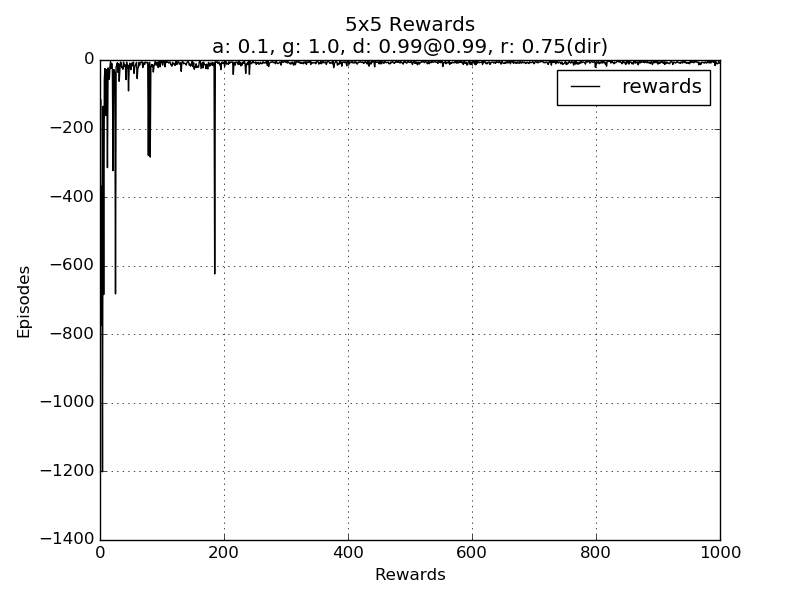 5x5 Rewards
a: 0.1, g: 1.0, d: 0.99@0.99, r: 0.75(dir)
rewards
0
−200
−400
−600
−800
−1000
−1200
−1400
Episodes
0 200 400 600 800 1000
Rewards